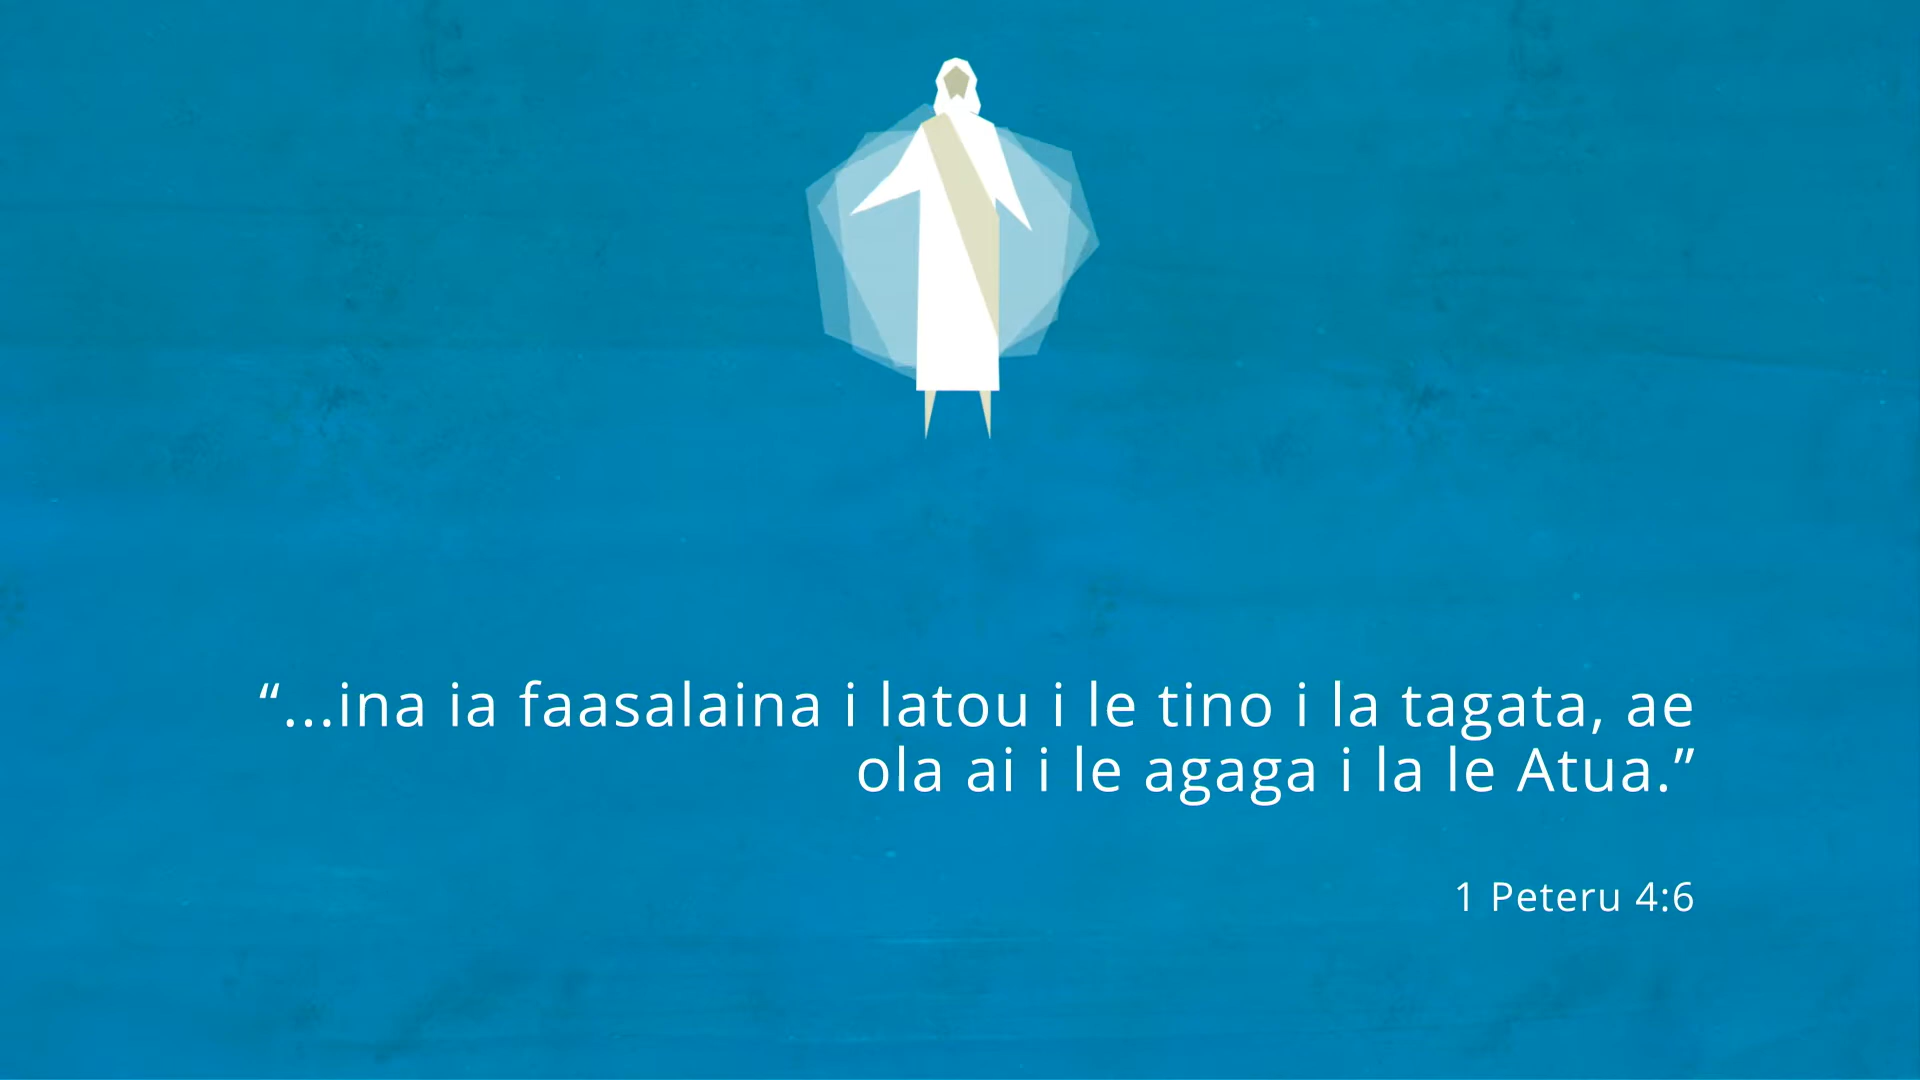 “...ina ia faasalaina i latou i le tino i la tagata, ae
ola ai i le agaga i la le Atua.”
1 Peteru 4:6